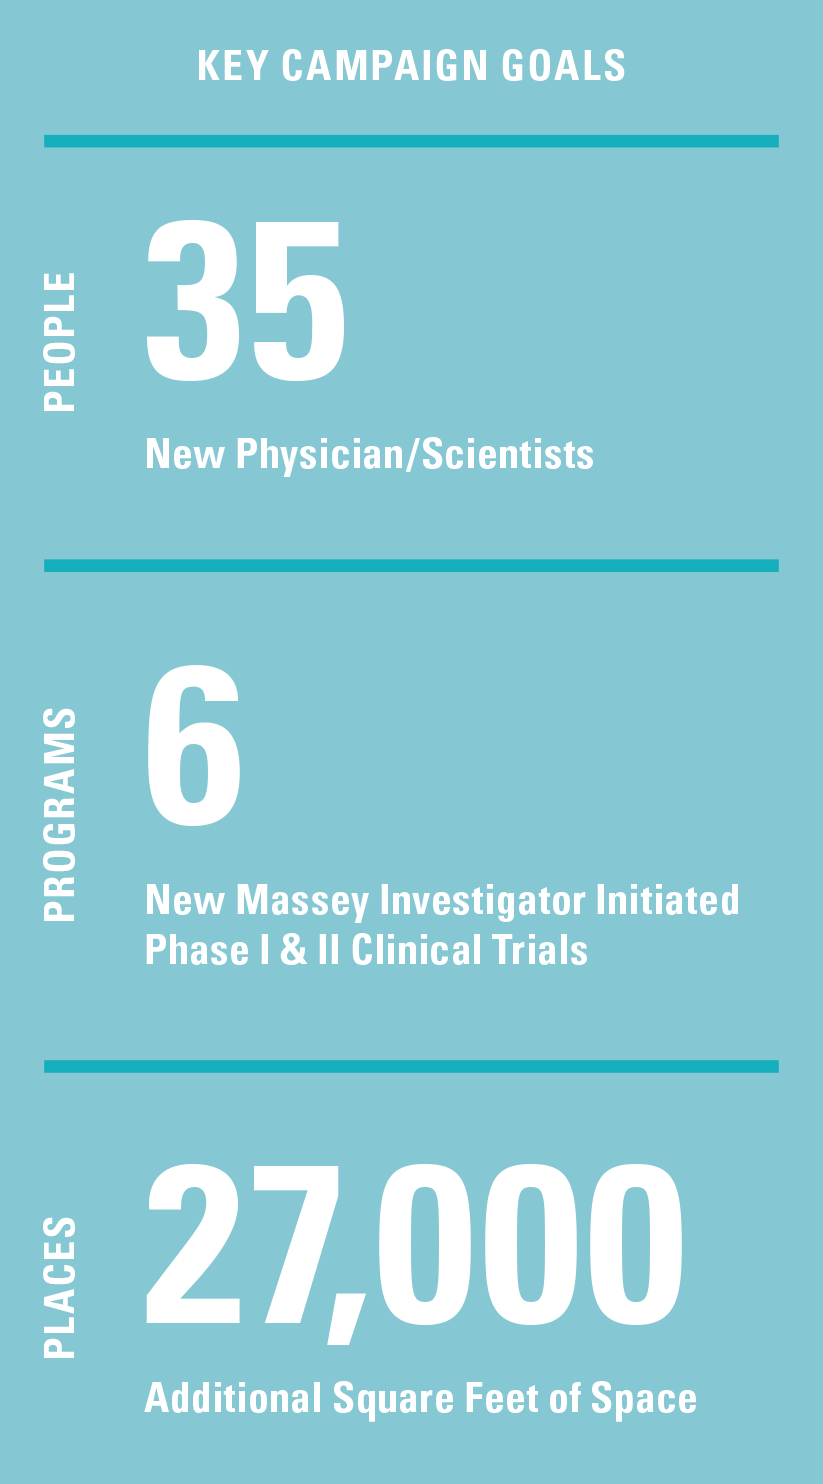 KEY CAMPAIGN GOALS
PEOPLE
35
New Physician/Scientists
PROGRAMS
6
New Massey Investigator Initiated
Phase I & II Clinical Trials
PLACES
27,000
Additional Square Feet of Space